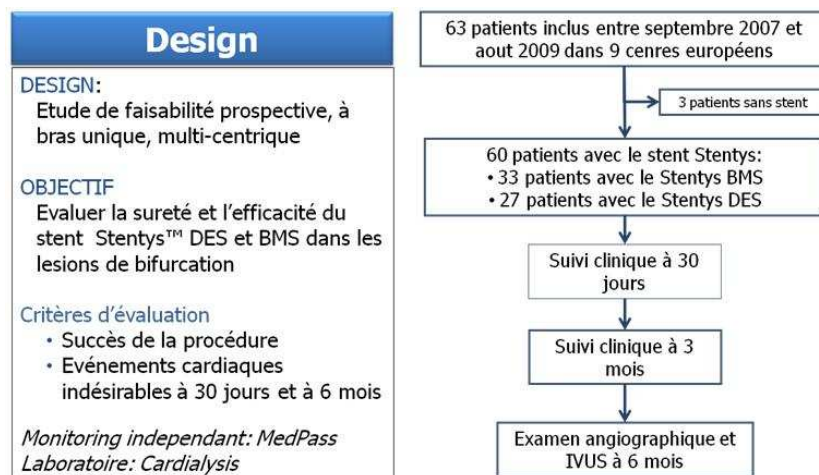 Design
DESIGN:
Etude de faisabilité prospective, à
bras unique, multi-centrique
OBJECTIF
Evaluer la sureté et l'efficacité du
stent Stentys™ DES et BMS dans les
lesions de bifurcation
Critères d'évaluation
• Succès de la procédure
• Evénements cardiaques
indésirables à 30 jours et à 6 mois
Monitoring independant: MedPass
Laboratoire: Cardialysis
63 patients inclus entre septembre 2007 et
aout 2009 dans 9 cenres européens
3 patients sans stent
60 patients avec le stent Stentys:
• 33 patients avec le Stentys BMS
• 27 patients avec le Stentys DES
Suivi clinique à 30
jours
Suivi clinique à 3
mois
Examen angiographique et
IVUS à 6 mois